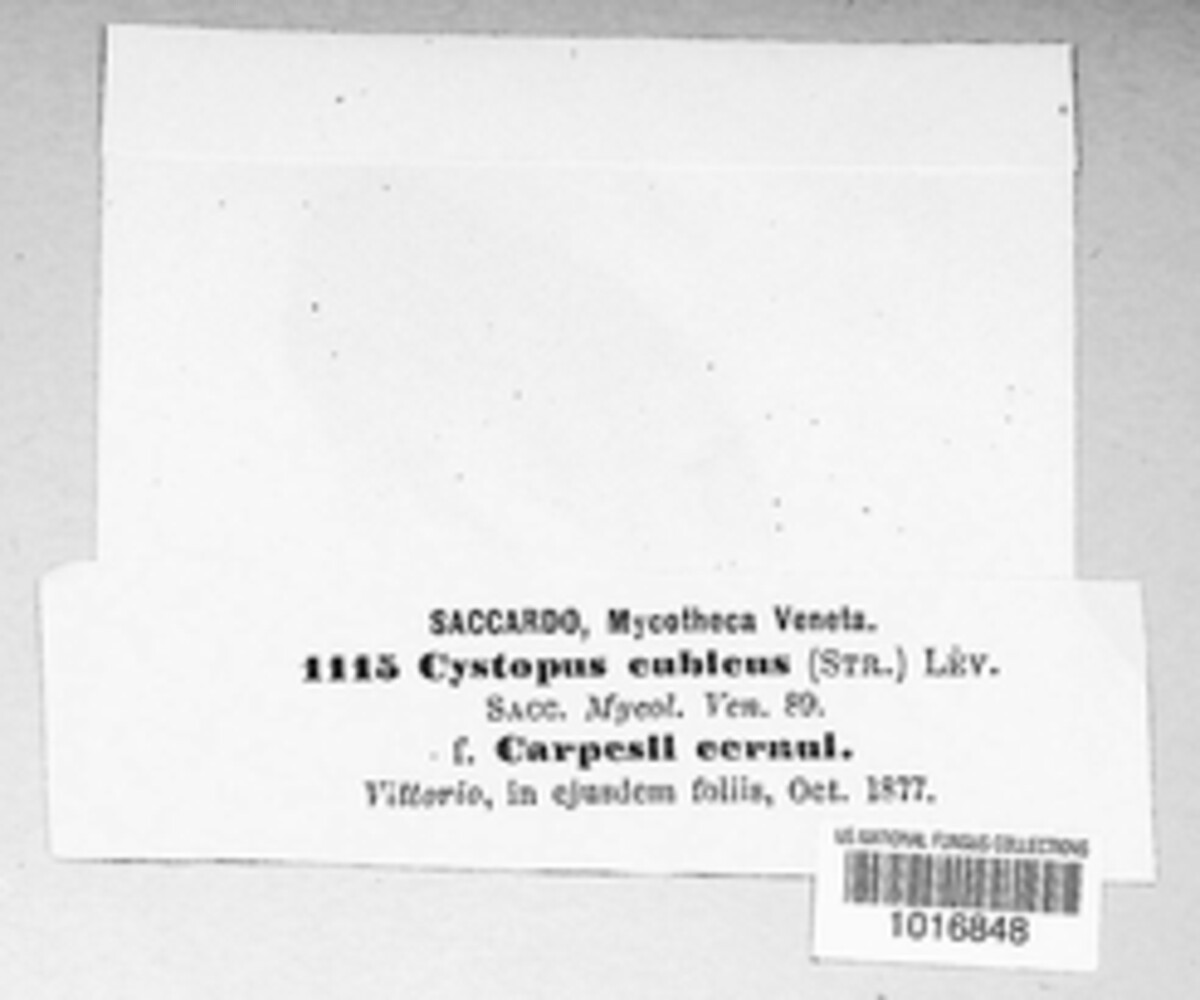 SACCARDO, Mycotheca Veneta.
1115 Cystopus cubicus (STR.) LÈV.
SACC. Mycol. Ven. 89.
f. Carpesii cernui.
Vittorio, in ejusdem foliis, Oct. 1877.
US NATIONAL FUNGUS COLLECTIONS
1016848